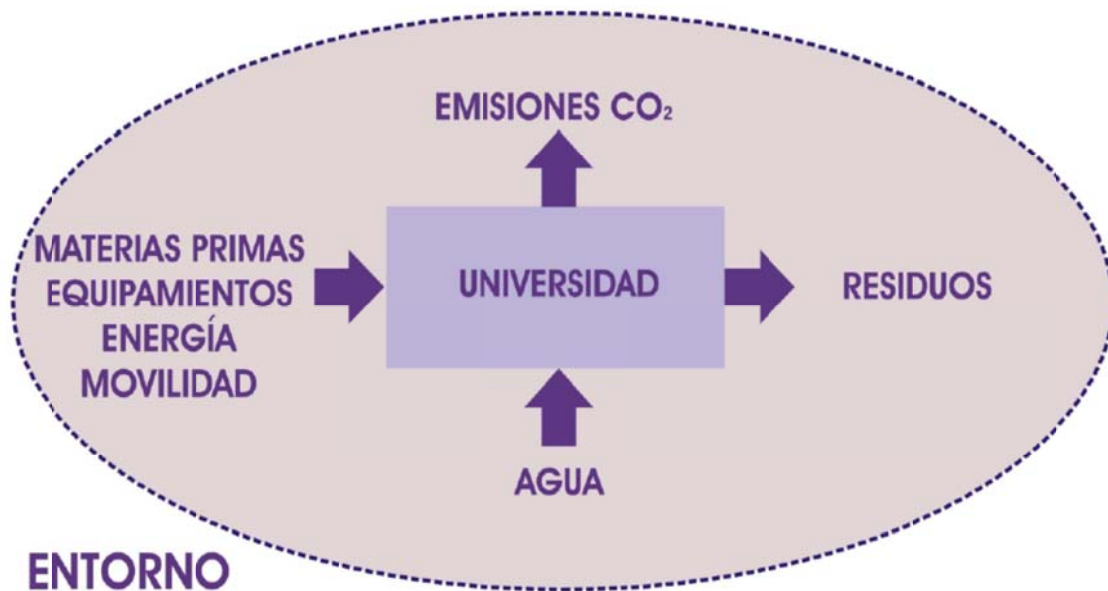 EMISIONES CO₂
MATERIAS PRIMAS
EQUIPAMIENTOS
ENERGÍA
MOVILIDAD
UNIVERSIDAD
RESIDUOS
AGUA
ENTORNO